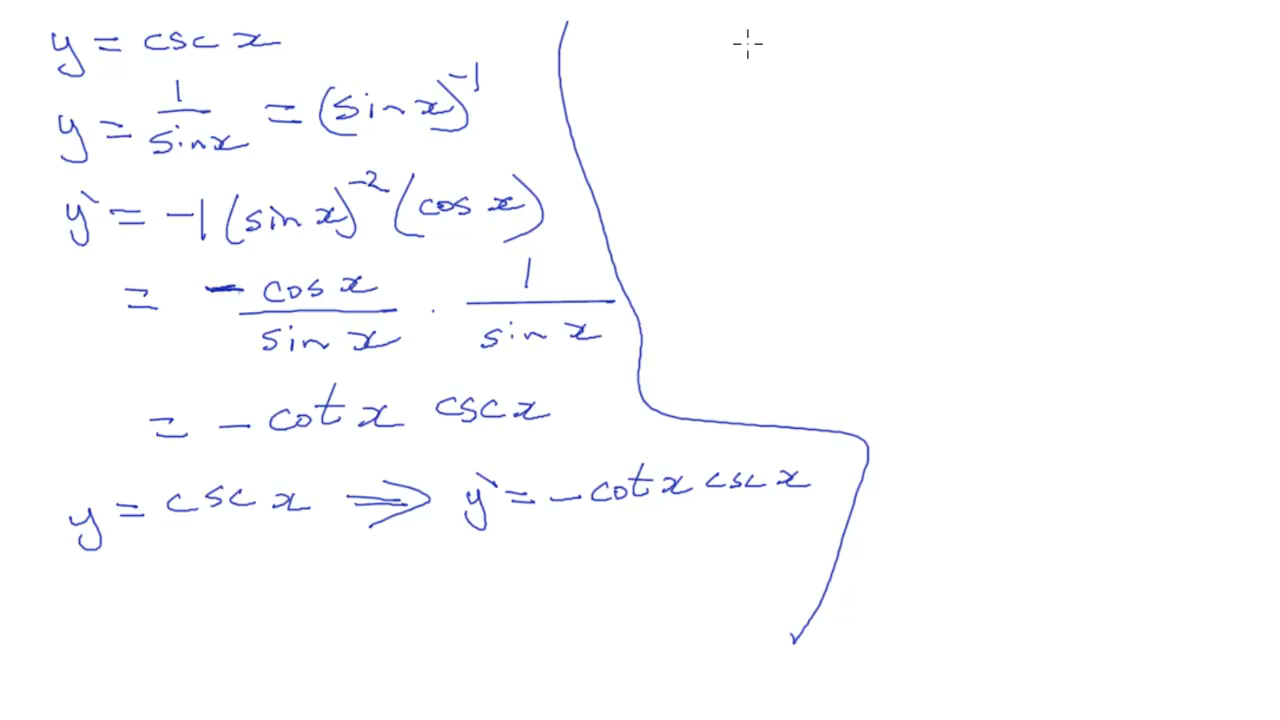 y = csc x
y = 1/sin x = (sin x)^-1
y` = -1 (sin x)^-2 (cos x)
= - cos x/sin x · 1/sin x
= - cot x csc x
y = csc x ⇒ y` = - cot x csc x